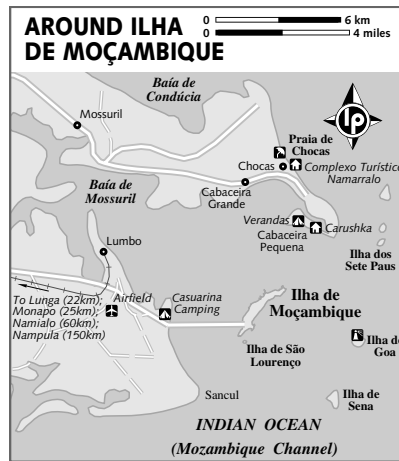 AROUND ILHA
DE MOÇAMBIQUE
0 6 km
0 4 miles
Baía de
Condúcia
Mossuril
lp
Praia de
Chocas
Chocas
Complexo Turístico
Namarralo
Cabaceira
Grande
Baía de
Mossuril
Verandas
Carushka
Cabaceira
Pequena
Lumbo
Ilha dos
Sete Paus
To Lunga (22km);
Monapo (25km);
Namialo (60km);
Nampula (150km)
Airfield
Casuarina
Camping
Ilha de
Moçambique
Ilha de São
Lourenço
Ilha de
Goa
Sancul
Ilha de
Sena
INDIAN OCEAN
(Mozambique Channel)